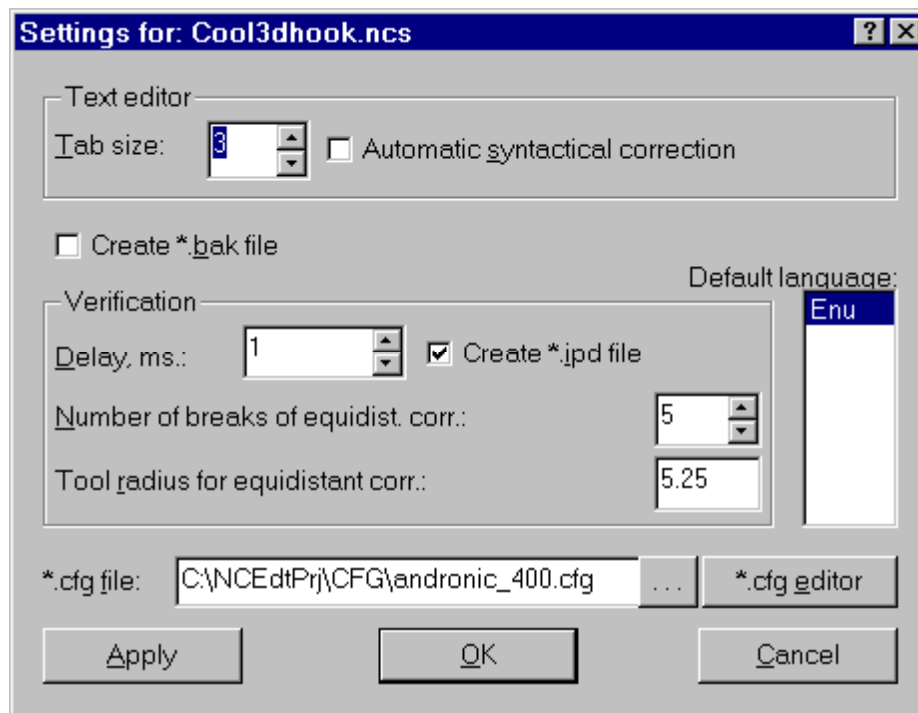 Settings for: Cool3dhook.ncs
Text editor
Tab size: 3 Automatic syntactical correction
Create *.bak file
Default language:
Verification
Enu
Delay, ms.: 1 Create *.ipd file
Number of breaks of equidist. corr.: 5
Tool radius for equidistant corr.: 5.25
*.cfg file: C:\NCEdtPrj\CFG\andronic_400.cfg ... *.cfg editor
Apply OK Cancel